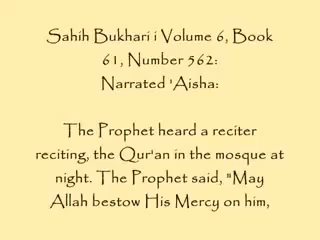 Sahih Bukhari i Volume 6, Book
61, Number 562:
Narrated 'Aisha:
The Prophet heard a reciter
reciting, the Qur'an in the mosque at
night. The Prophet said, "May
Allah bestow His Mercy on him,